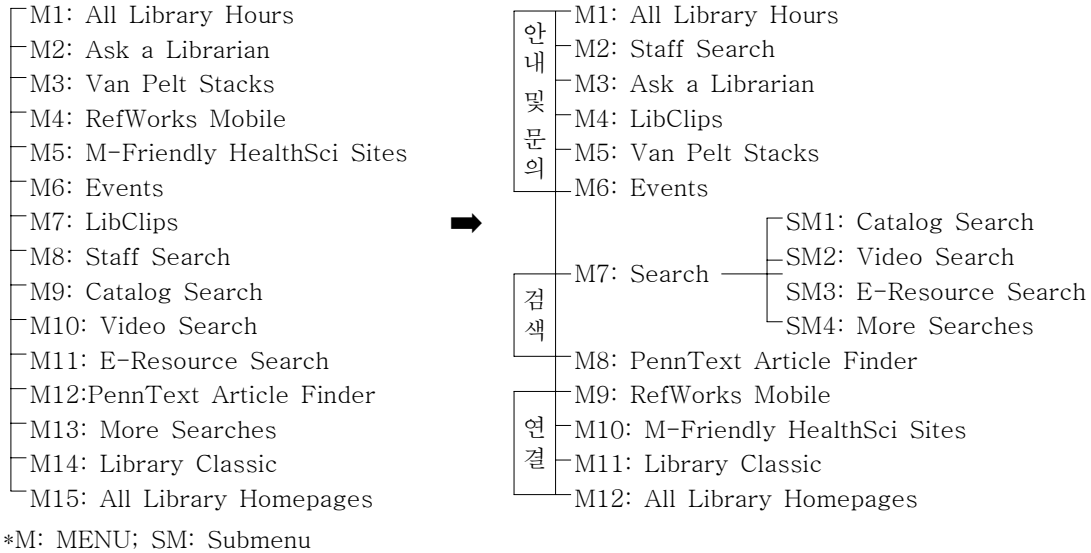 M1: All Library Hours
M2: Ask a Librarian
M3: Van Pelt Stacks
M4: RefWorks Mobile
M5: M-Friendly HealthSci Sites
M6: Events
M7: LibClips
M8: Staff Search
M9: Catalog Search
M10: Video Search
M11: E-Resource Search
M12:PennText Article Finder
M13: More Searches
M14: Library Classic
M15: All Library Homepages
안내 및 문의
M1: All Library Hours
M2: Staff Search
M3: Ask a Librarian
M4: LibClips
M5: Van Pelt Stacks
M6: Events
검색
M7: Search
SM1: Catalog Search
SM2: Video Search
SM3: E-Resource Search
SM4: More Searches
M8: PennText Article Finder
연결
M9: RefWorks Mobile
M10: M-Friendly HealthSci Sites
M11: Library Classic
M12: All Library Homepages
*M: MENU; SM: Submenu